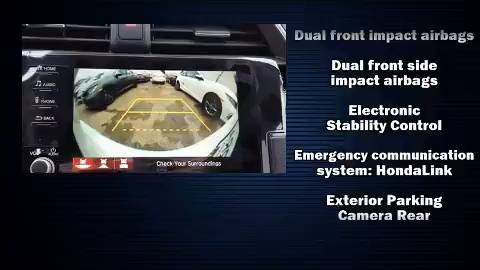 Dual front impact airbags
Dual front side
impact airbags
Electronic
Stability Control
Emergency communication
system: HondaLink
Exterior Parking
Camera Rear
HOME
AUDIO
PHONE
BACK
Check Your Surroundings